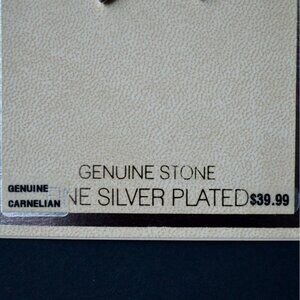 GENUINE STONE
NE SILVER PLATED
GENUINE
CARNELIAN
$39.99